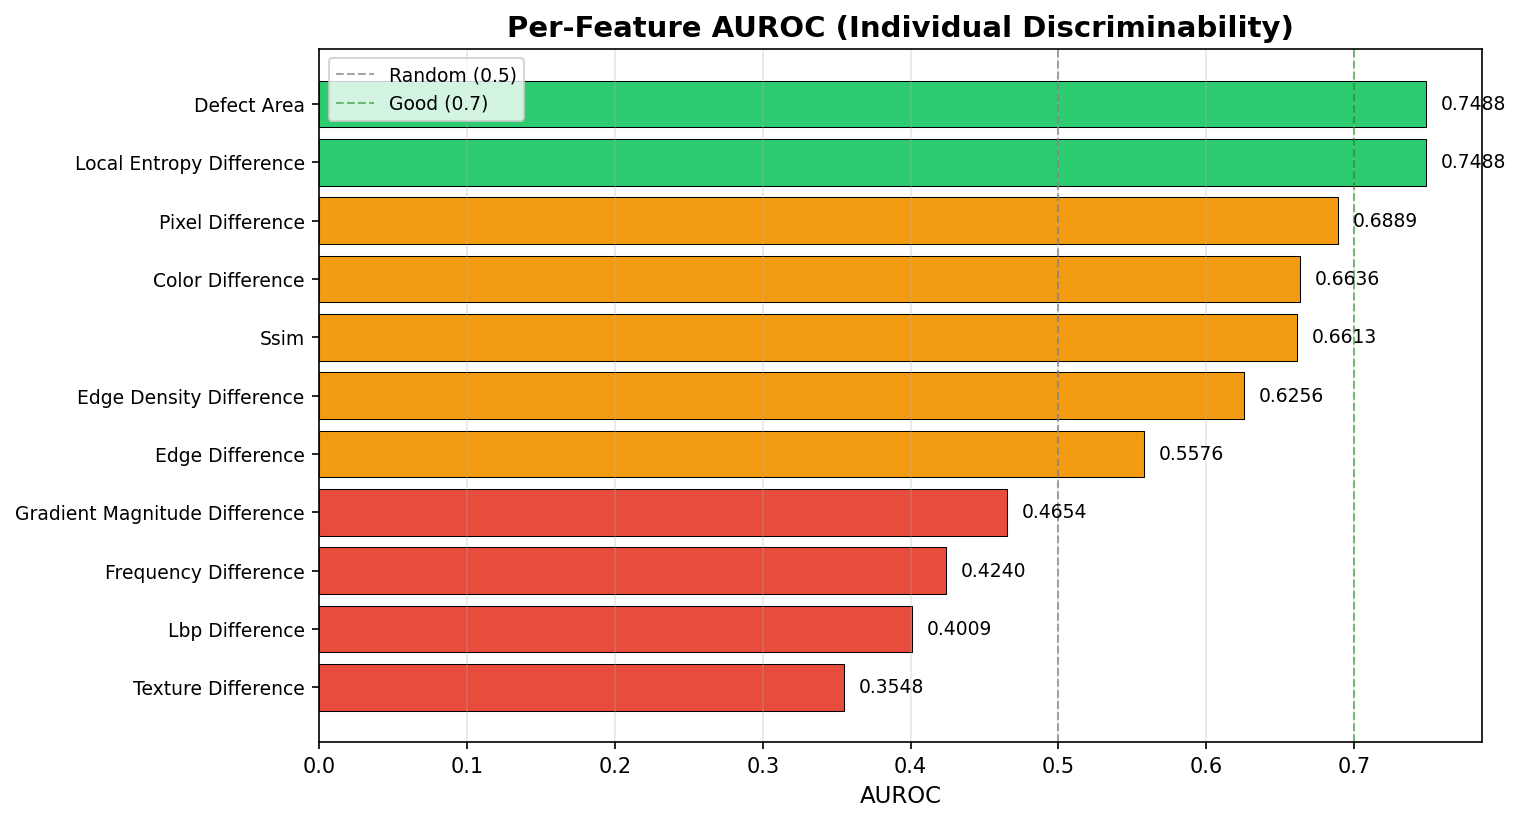 Per-Feature AUROC (Individual Discriminability)
Random (0.5)
Good (0.7)
Defect Area 0.7488
Local Entropy Difference 0.7488
Pixel Difference 0.6889
Color Difference 0.6636
Ssim 0.6613
Edge Density Difference 0.6256
Edge Difference 0.5576
Gradient Magnitude Difference 0.4654
Frequency Difference 0.4240
Lbp Difference 0.4009
Texture Difference 0.3548
0.0 0.1 0.2 0.3 0.4 0.5 0.6 0.7
AUROC